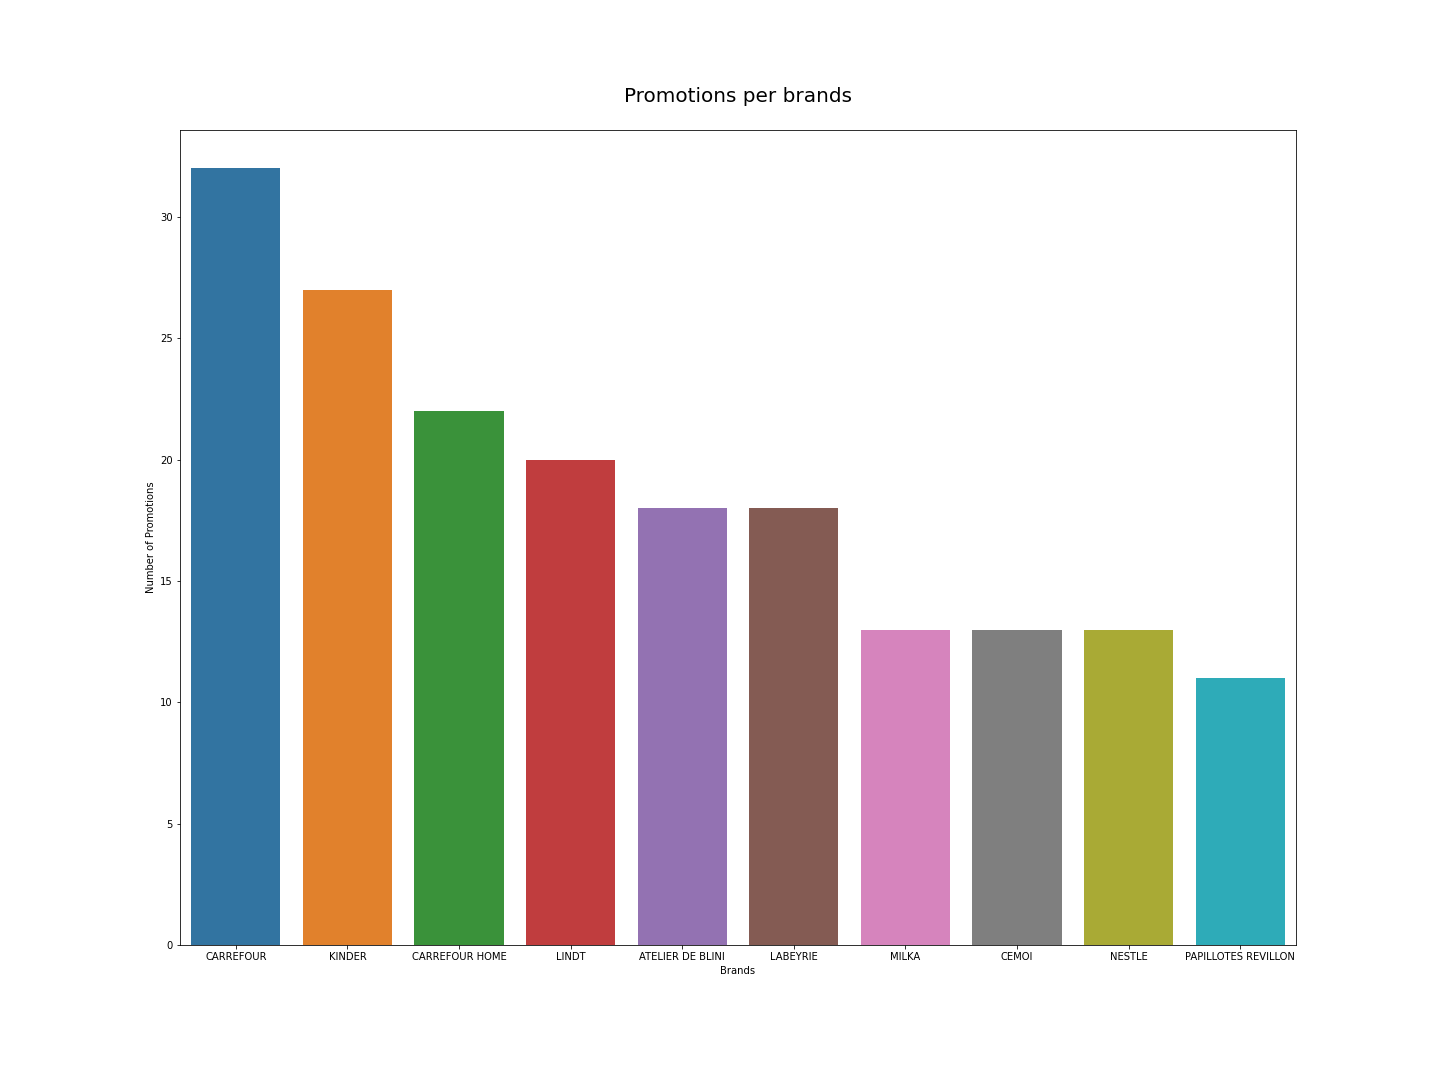 Promotions per brands
30
25
20
15
10
5
0
Number of Promotions
CARREFOUR KINDER CARREFOUR HOME LINDT ATELIER DE BLINI LABEYRIE MILKA CEMOI NESTLE PAPILLOTES REVILLON
Brands